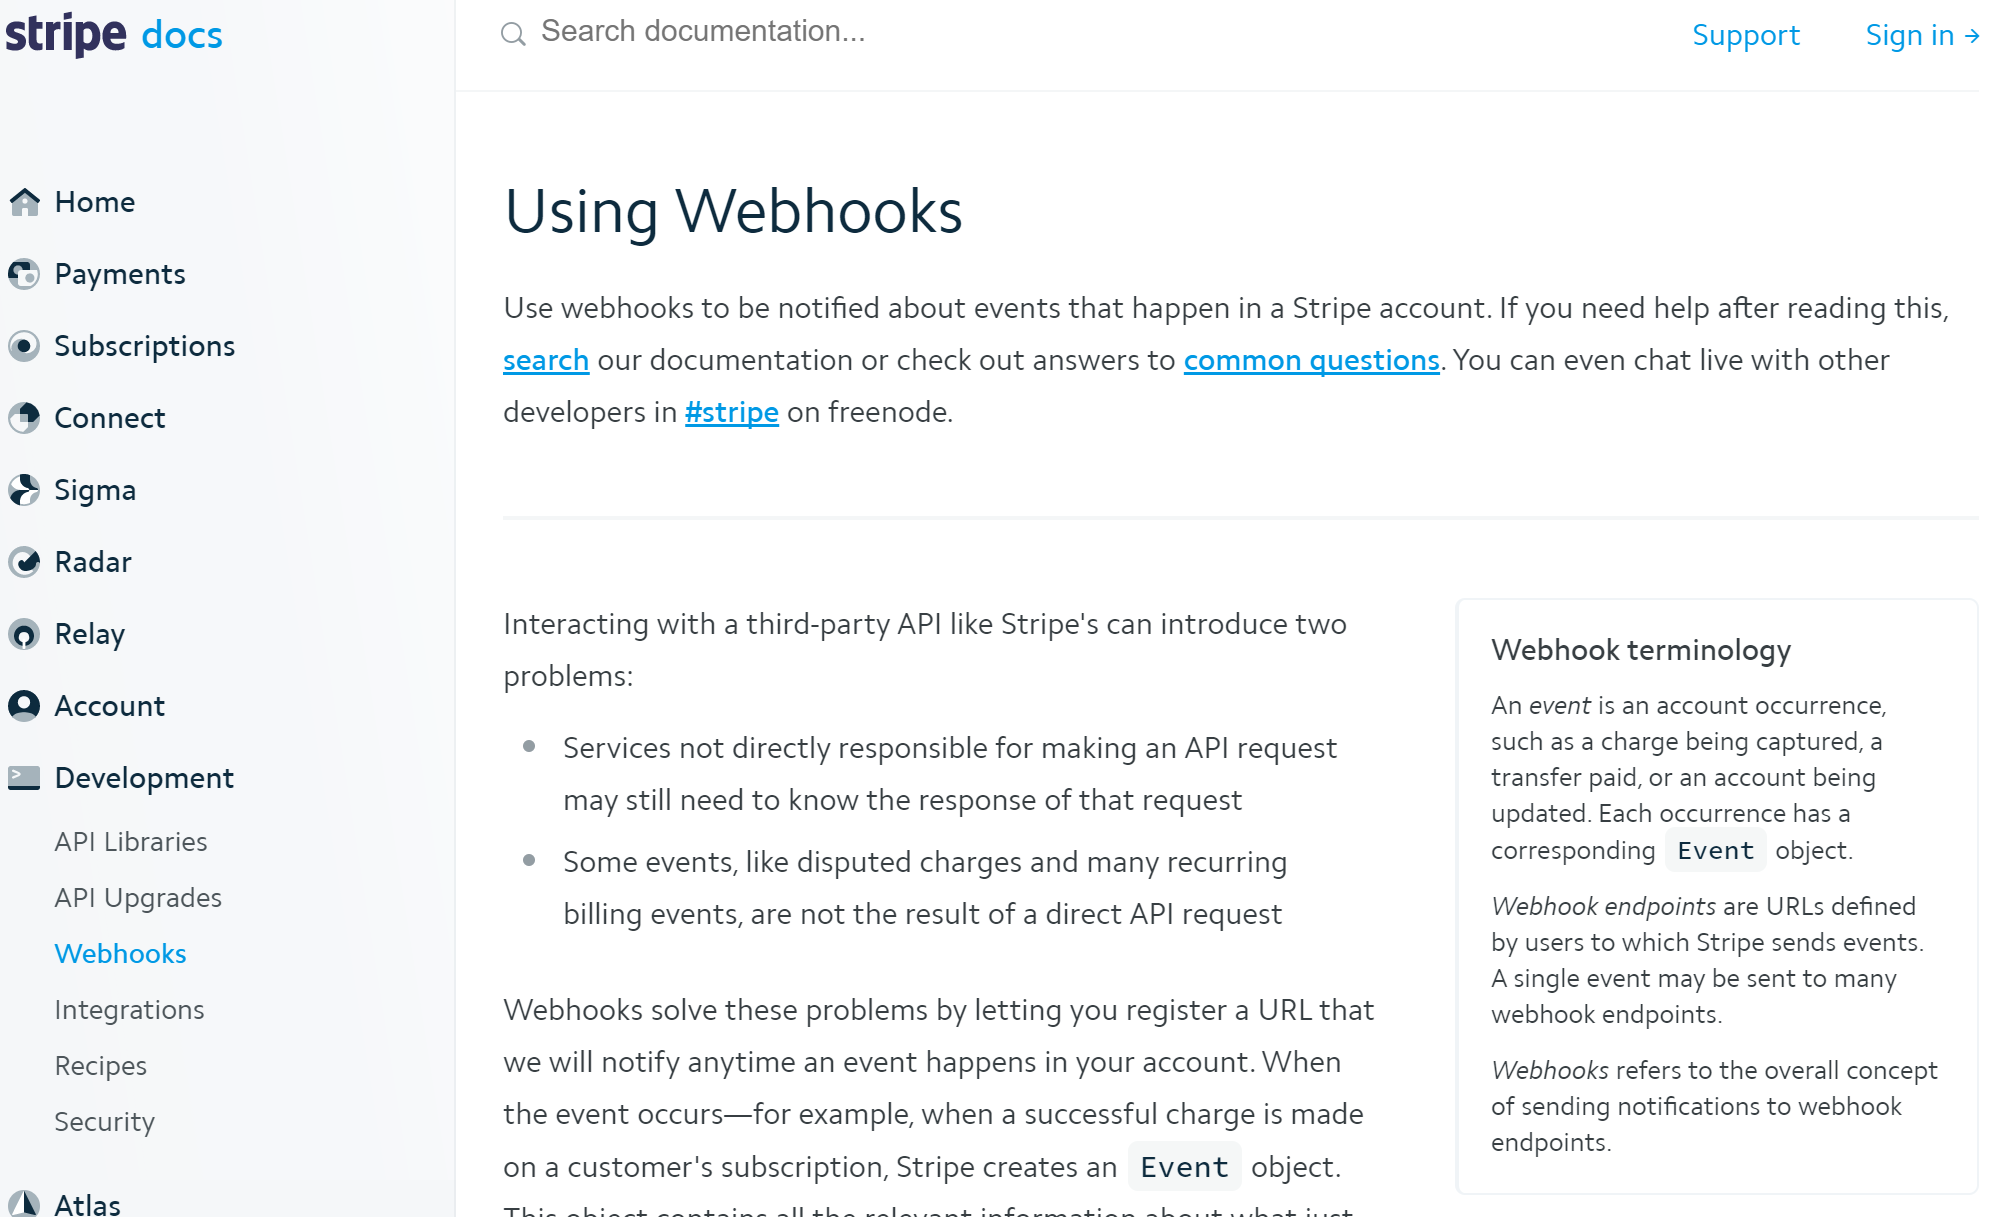 stripe docs
Search documentation...
Support
Sign in →
Home
Payments
Subscriptions
Connect
Sigma
Radar
Relay
Account
Development
API Libraries
API Upgrades
Webhooks
Integrations
Recipes
Security
Atlas
Using Webhooks
Use webhooks to be notified about events that happen in a Stripe account. If you need help after reading this,
search our documentation or check out answers to common questions. You can even chat live with other
developers in #stripe on freenode.
Interacting with a third-party API like Stripe's can introduce two
problems:
Services not directly responsible for making an API request
may still need to know the response of that request
Some events, like disputed charges and many recurring
billing events, are not the result of a direct API request
Webhooks solve these problems by letting you register a URL that
we will notify anytime an event happens in your account. When
the event occurs—for example, when a successful charge is made
on a customer's subscription, Stripe creates an Event object.
This object contains all the relevant information about what just
Webhook terminology
An event is an account occurrence,
such as a charge being captured, a
transfer paid, or an account being
updated. Each occurrence has a
corresponding Event object.
Webhook endpoints are URLs defined
by users to which Stripe sends events.
A single event may be sent to many
webhook endpoints.
Webhooks refers to the overall concept
of sending notifications to webhook
endpoints.